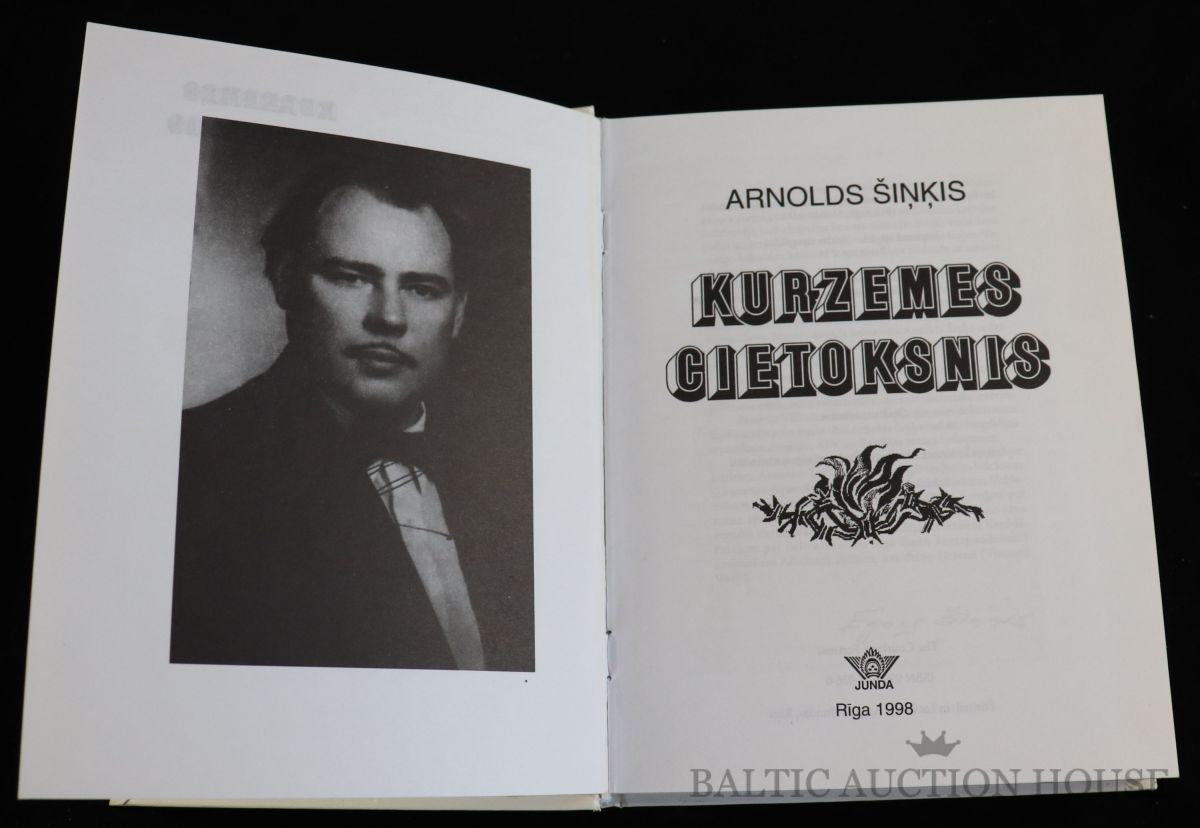 ARNOLDS ŠIŅĶIS
KURZEMES
CIETOKSNIS
JUNDA
Rīga 1998
BALTIC AUCTION HOUSE